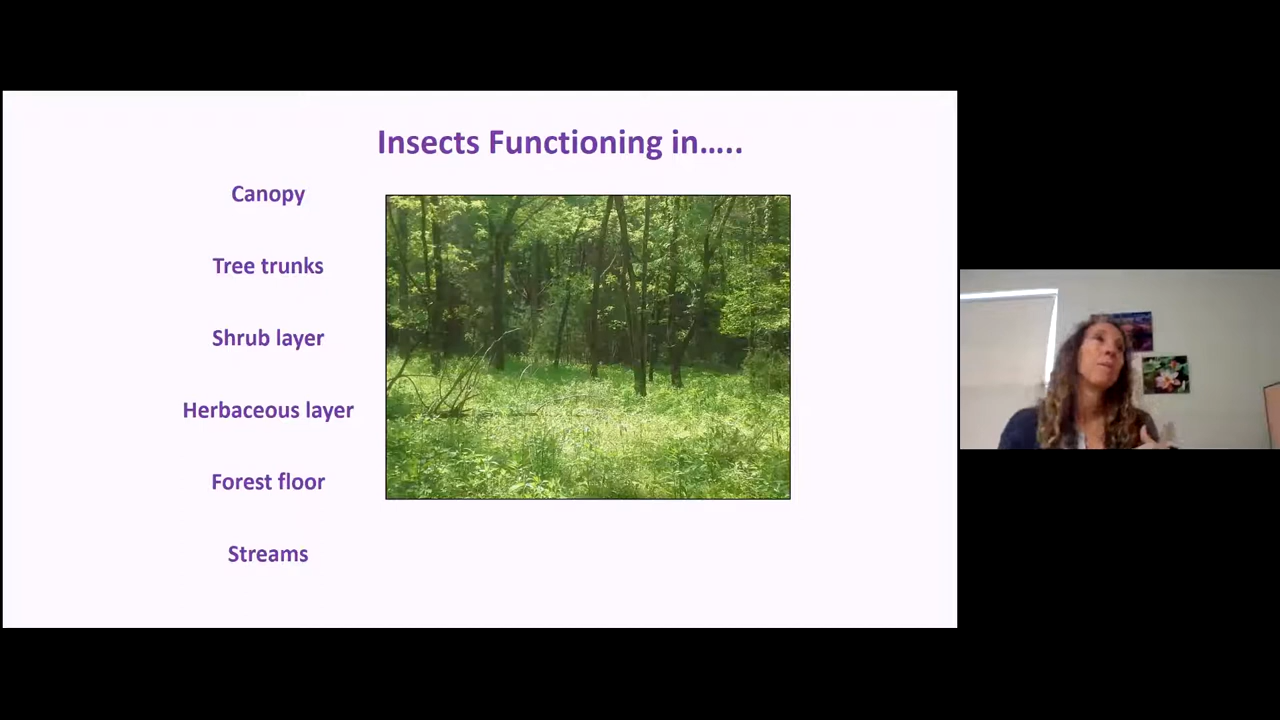 Insects Functioning in.....
Canopy
Tree trunks
Shrub layer
Herbaceous layer
Forest floor
Streams